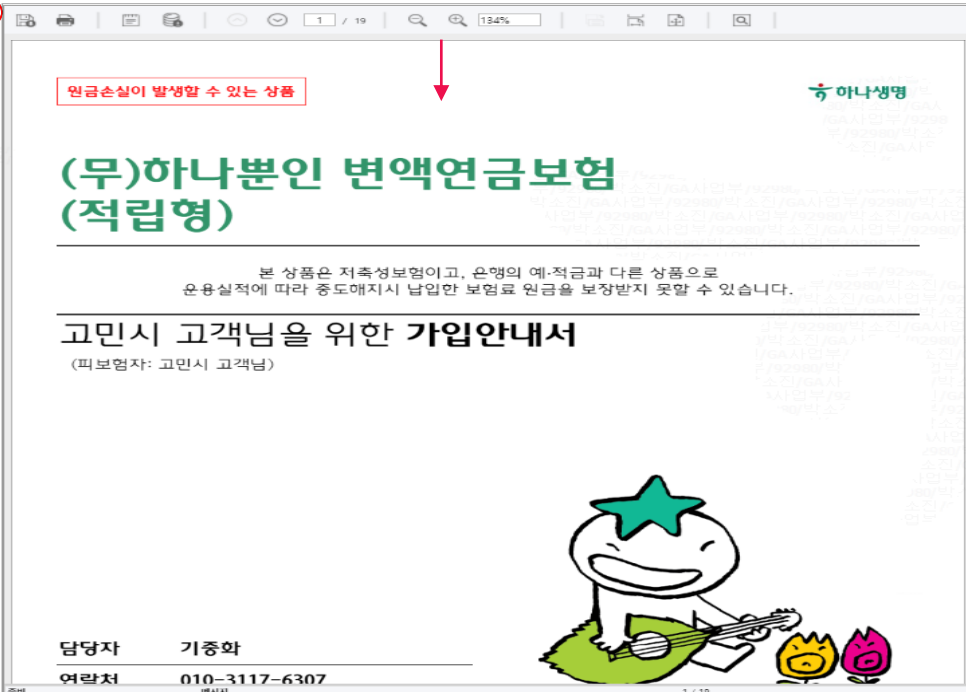 1 / 19
134%
원금손실이 발생할 수 있는 상품
하나생명
(무)하나뿐인 변액연금보험
(적립형)
본 상품은 저축성보험이고, 은행의 예·적금과 다른 상품으로
운용실적에 따라 중도해지시 납입한 보험료 원금을 보장받지 못할 수 있습니다.
고민시 고객님을 위한 가입안내서
(피보험자: 고민시 고객님)
담당자 기중화
연락처 010-3117-6307
1 / 19